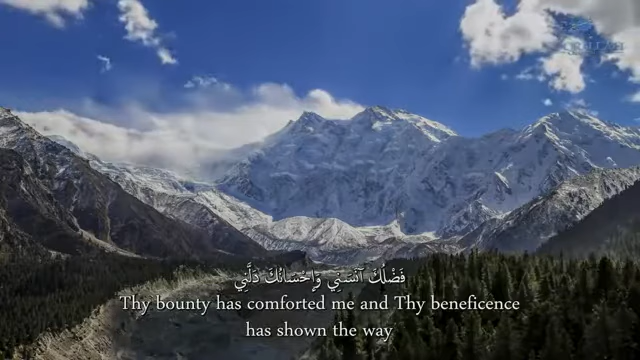 فَضْلُكَ آنَسَنِي وَإِحْسَانُكَ دَلَّنِي
Thy bounty has comforted me and Thy beneficence
has shown the way